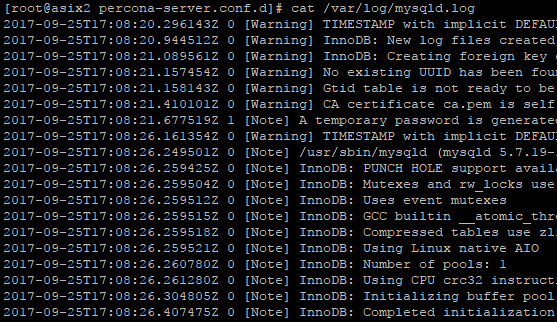 [root@asix2 percona-server.conf.d]# cat /var/log/mysqld.log
2017-09-25T17:08:20.296143Z 0 [Warning] TIMESTAMP with implicit DEFAU
2017-09-25T17:08:20.944512Z 0 [Warning] InnoDB: New log files created
2017-09-25T17:08:21.089561Z 0 [Warning] InnoDB: Creating foreign key
2017-09-25T17:08:21.157454Z 0 [Warning] No existing UUID has been fou
2017-09-25T17:08:21.158143Z 0 [Warning] Gtid table is not ready to be
2017-09-25T17:08:21.410101Z 0 [Warning] CA certificate ca.pem is self
2017-09-25T17:08:21.677519Z 1 [Note] A temporary password is generate
2017-09-25T17:08:26.161354Z 0 [Warning] TIMESTAMP with implicit DEFAU
2017-09-25T17:08:26.249501Z 0 [Note] /usr/sbin/mysqld (mysqld 5.7.19-
2017-09-25T17:08:26.259425Z 0 [Note] InnoDB: PUNCH HOLE support avail
2017-09-25T17:08:26.259504Z 0 [Note] InnoDB: Mutexes and rw_locks use
2017-09-25T17:08:26.259512Z 0 [Note] InnoDB: Uses event mutexes
2017-09-25T17:08:26.259515Z 0 [Note] InnoDB: GCC builtin __atomic_thr
2017-09-25T17:08:26.259518Z 0 [Note] InnoDB: Compressed tables use zl
2017-09-25T17:08:26.259521Z 0 [Note] InnoDB: Using Linux native AIO
2017-09-25T17:08:26.260780Z 0 [Note] InnoDB: Number of pools: 1
2017-09-25T17:08:26.261280Z 0 [Note] InnoDB: Using CPU crc32 instruct
2017-09-25T17:08:26.304805Z 0 [Note] InnoDB: Initializing buffer pool
2017-09-25T17:08:26.407475Z 0 [Note] InnoDB: Completed initialization